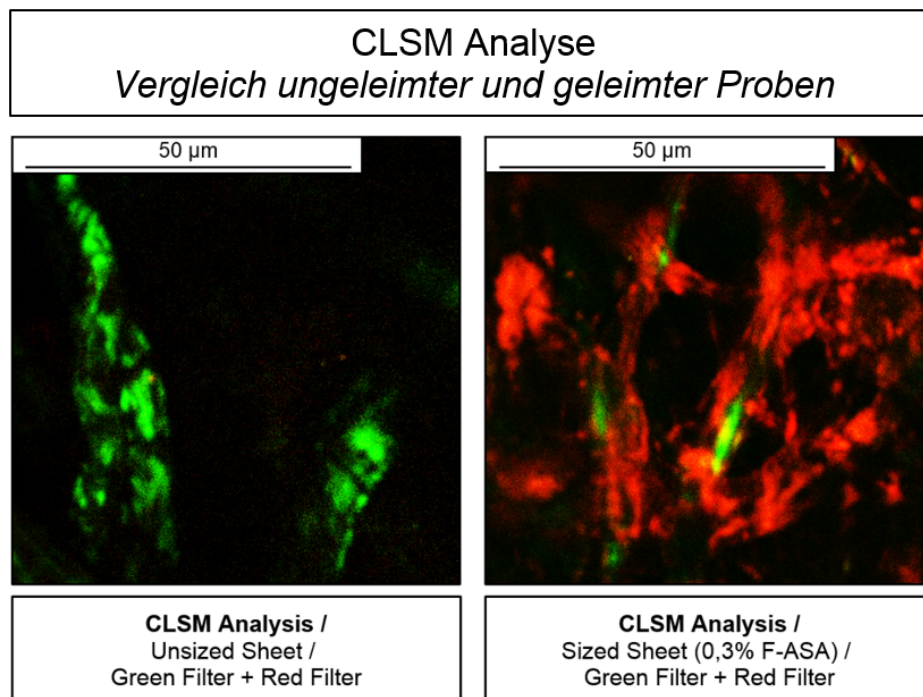 CLSM Analyse
Vergleich ungeleimter und geleimter Proben
50 µm
50 µm
CLSM Analysis /
Unsized Sheet /
Green Filter + Red Filter
CLSM Analysis /
Sized Sheet (0,3% F-ASA) /
Green Filter + Red Filter